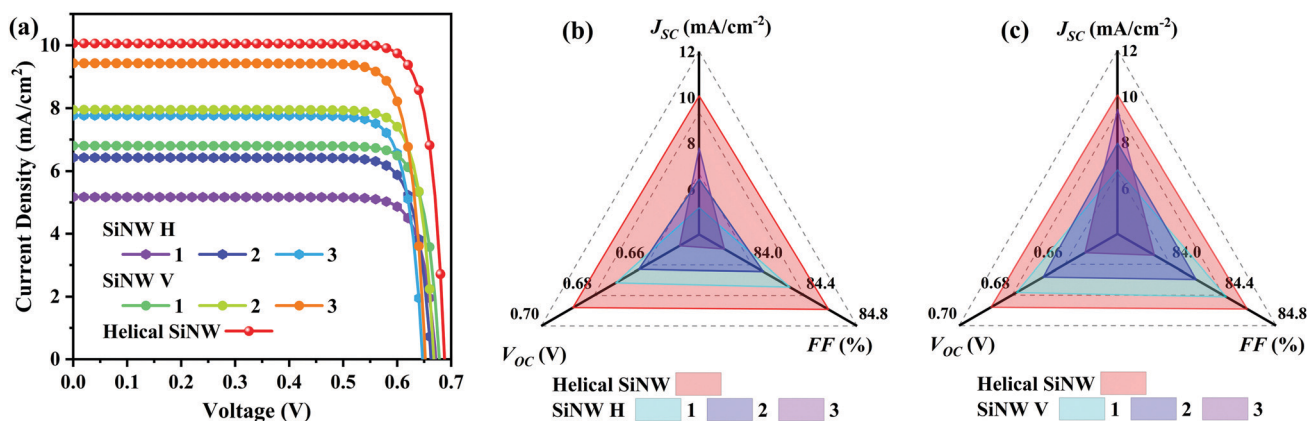 (a)
Current Density (mA/cm²)
10
8
6
4
2
0
SiNW H
1 2 3
SiNW V
1 2 3
Helical SiNW
0.0 0.1 0.2 0.3 0.4 0.5 0.6 0.7
Voltage (V)
(b)
J_SC (mA/cm⁻²)
12
10
8
6
0.66 84.0
0.68 84.4
0.70 84.8
V_OC (V) FF (%)
Helical SiNW
SiNW H 1 2 3
(c)
J_SC (mA/cm⁻²)
12
10
8
6
0.66 84.0
0.68 84.4
0.70 84.8
V_OC (V) FF (%)
Helical SiNW
SiNW V 1 2 3